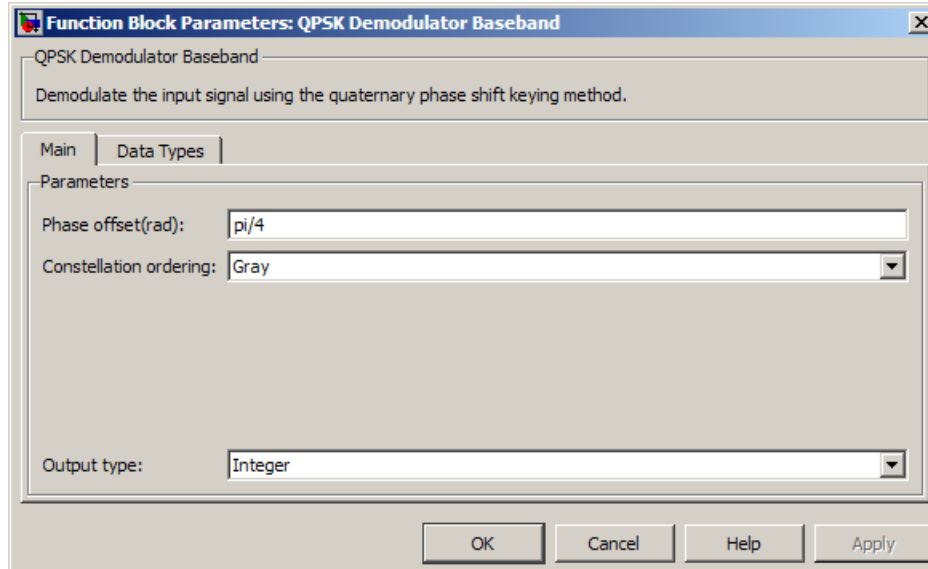 Function Block Parameters: QPSK Demodulator Baseband
QPSK Demodulator Baseband
Demodulate the input signal using the quaternary phase shift keying method.
Main Data Types
Parameters
Phase offset(rad): pi/4
Constellation ordering: Gray
Output type: Integer
OK Cancel Help Apply